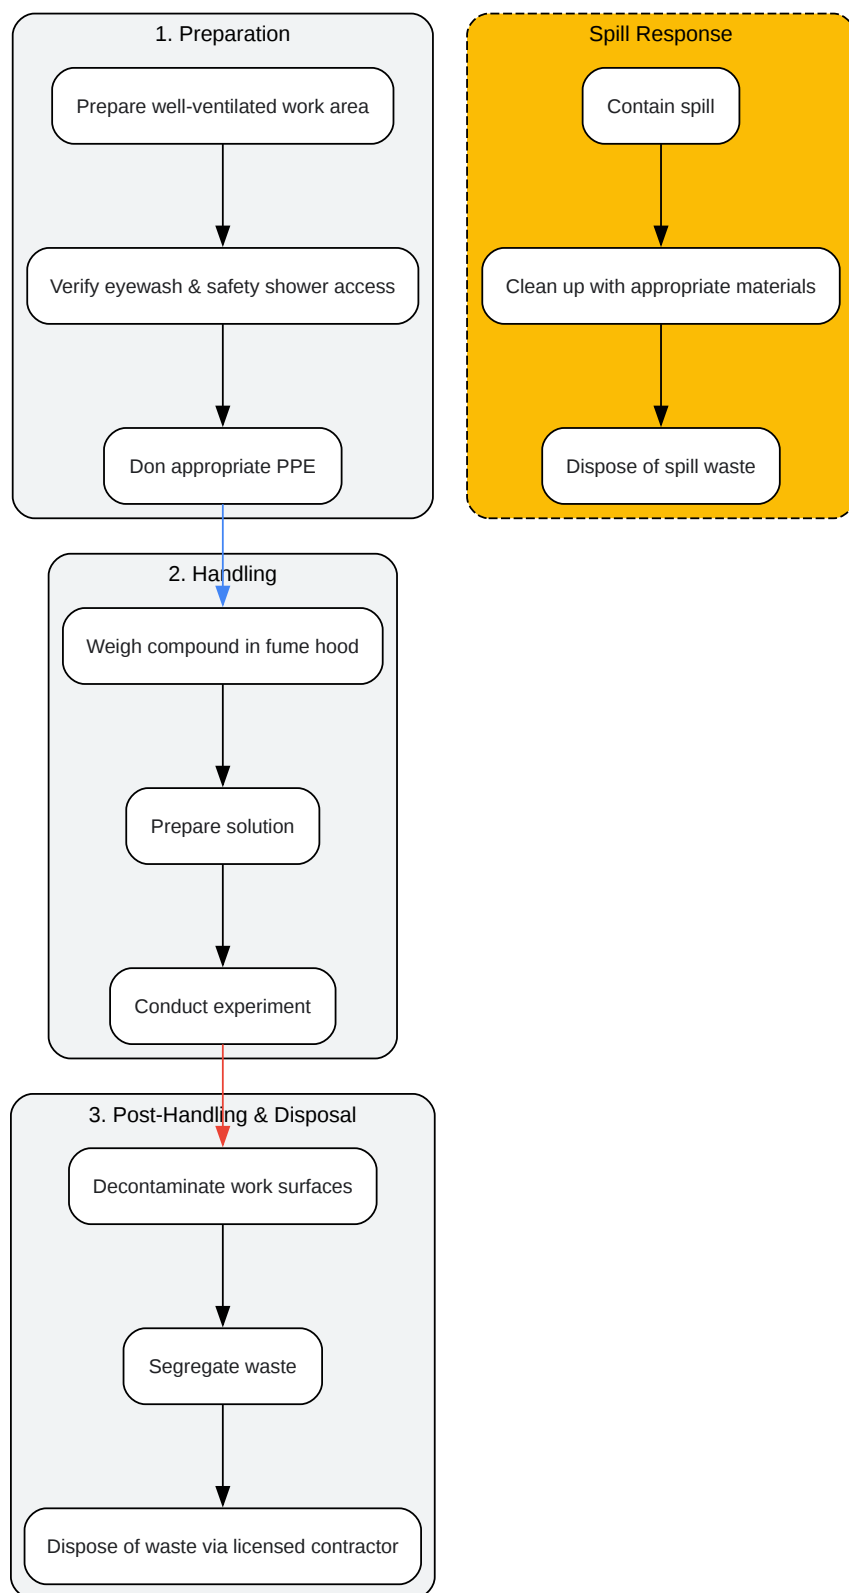 1. Preparation
Prepare well-ventilated work area
Verify eyewash & safety shower access
Don appropriate PPE
Spill Response
Contain spill
Clean up with appropriate materials
Dispose of spill waste
2. Handling
Weigh compound in fume hood
Prepare solution
Conduct experiment
3. Post-Handling & Disposal
Decontaminate work surfaces
Segregate waste
Dispose of waste via licensed contractor